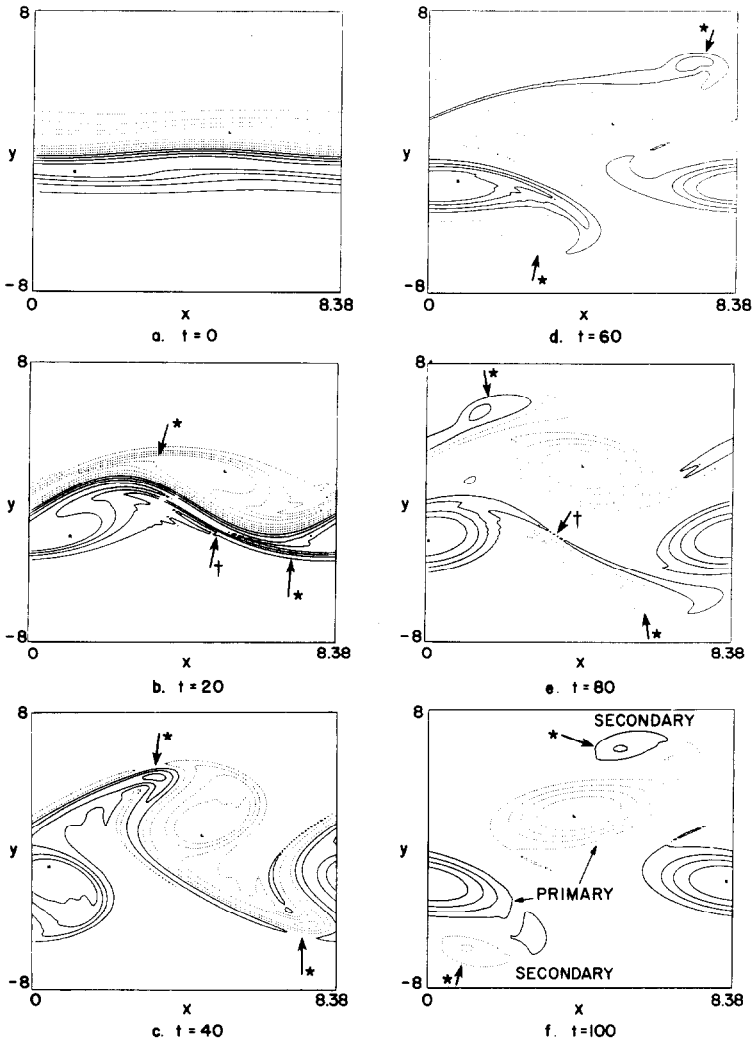 8
y
-8
0
x
8.38
a. t=0
8
*
y
†
*
-8
0
x
8.38
b. t=20
8
*
y
*
-8
0
x
8.38
c. t=40
8
*
y
*
-8
0
x
8.38
d. t=60
8
*
y
†
*
-8
0
x
8.38
e. t=80
8
SECONDARY
*
y
PRIMARY
*
SECONDARY
-8
0
x
8.38
f. t=100